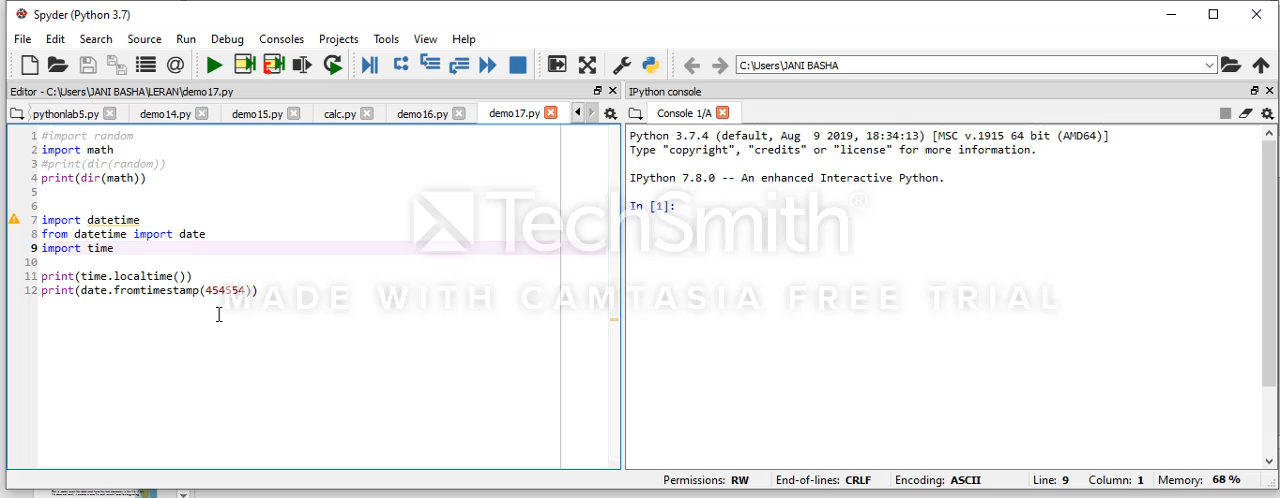 Spyder (Python 3.7)
File Edit Search Source Run Debug Consoles Projects Tools View Help
C:\Users\JANI BASHA
Editor - C:\Users\JANI BASHA\LERAN\demo17.py
IPython console
pythonlab5.py demo14.py demo15.py calc.py demo16.py demo17.py
Console 1/A
1 #import random
2 import math
3 #print(dir(random))
4 print(dir(math))
5
6
7 import datetime
8 from datetime import date
9 import time
10
11 print(time.localtime())
12 print(date.fromtimestamp(454554))
Python 3.7.4 (default, Aug 9 2019, 18:34:13) [MSC v.1915 64 bit (AMD64)]
Type "copyright", "credits" or "license" for more information.
IPython 7.8.0 -- An enhanced Interactive Python.
In [1]:
TechSmith®
MADE WITH CAMTASIA FREE TRIAL
Permissions: RW End-of-lines: CRLF Encoding: ASCII Line: 9 Column: 1 Memory: 68 %